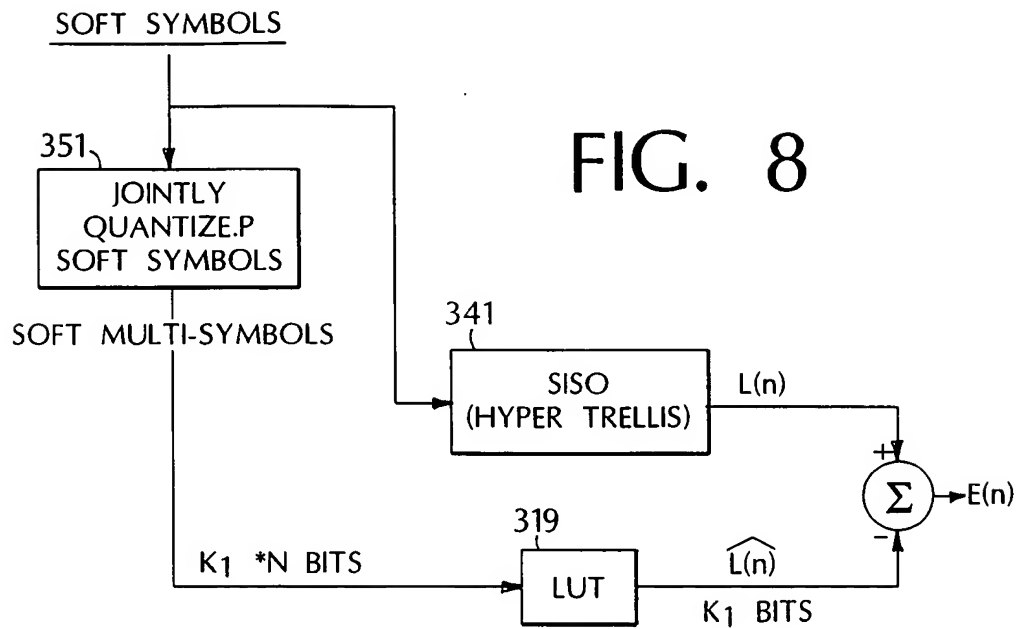 SOFT SYMBOLS
FIG. 8
351
JOINTLY
QUANTIZE.P
SOFT SYMBOLS
SOFT MULTI-SYMBOLS
341
SISO
(HYPER TRELLIS)
L(n)
+
Σ
E(n)
-
319
K₁ *N BITS
LUT
L̂(n)
K₁ BITS